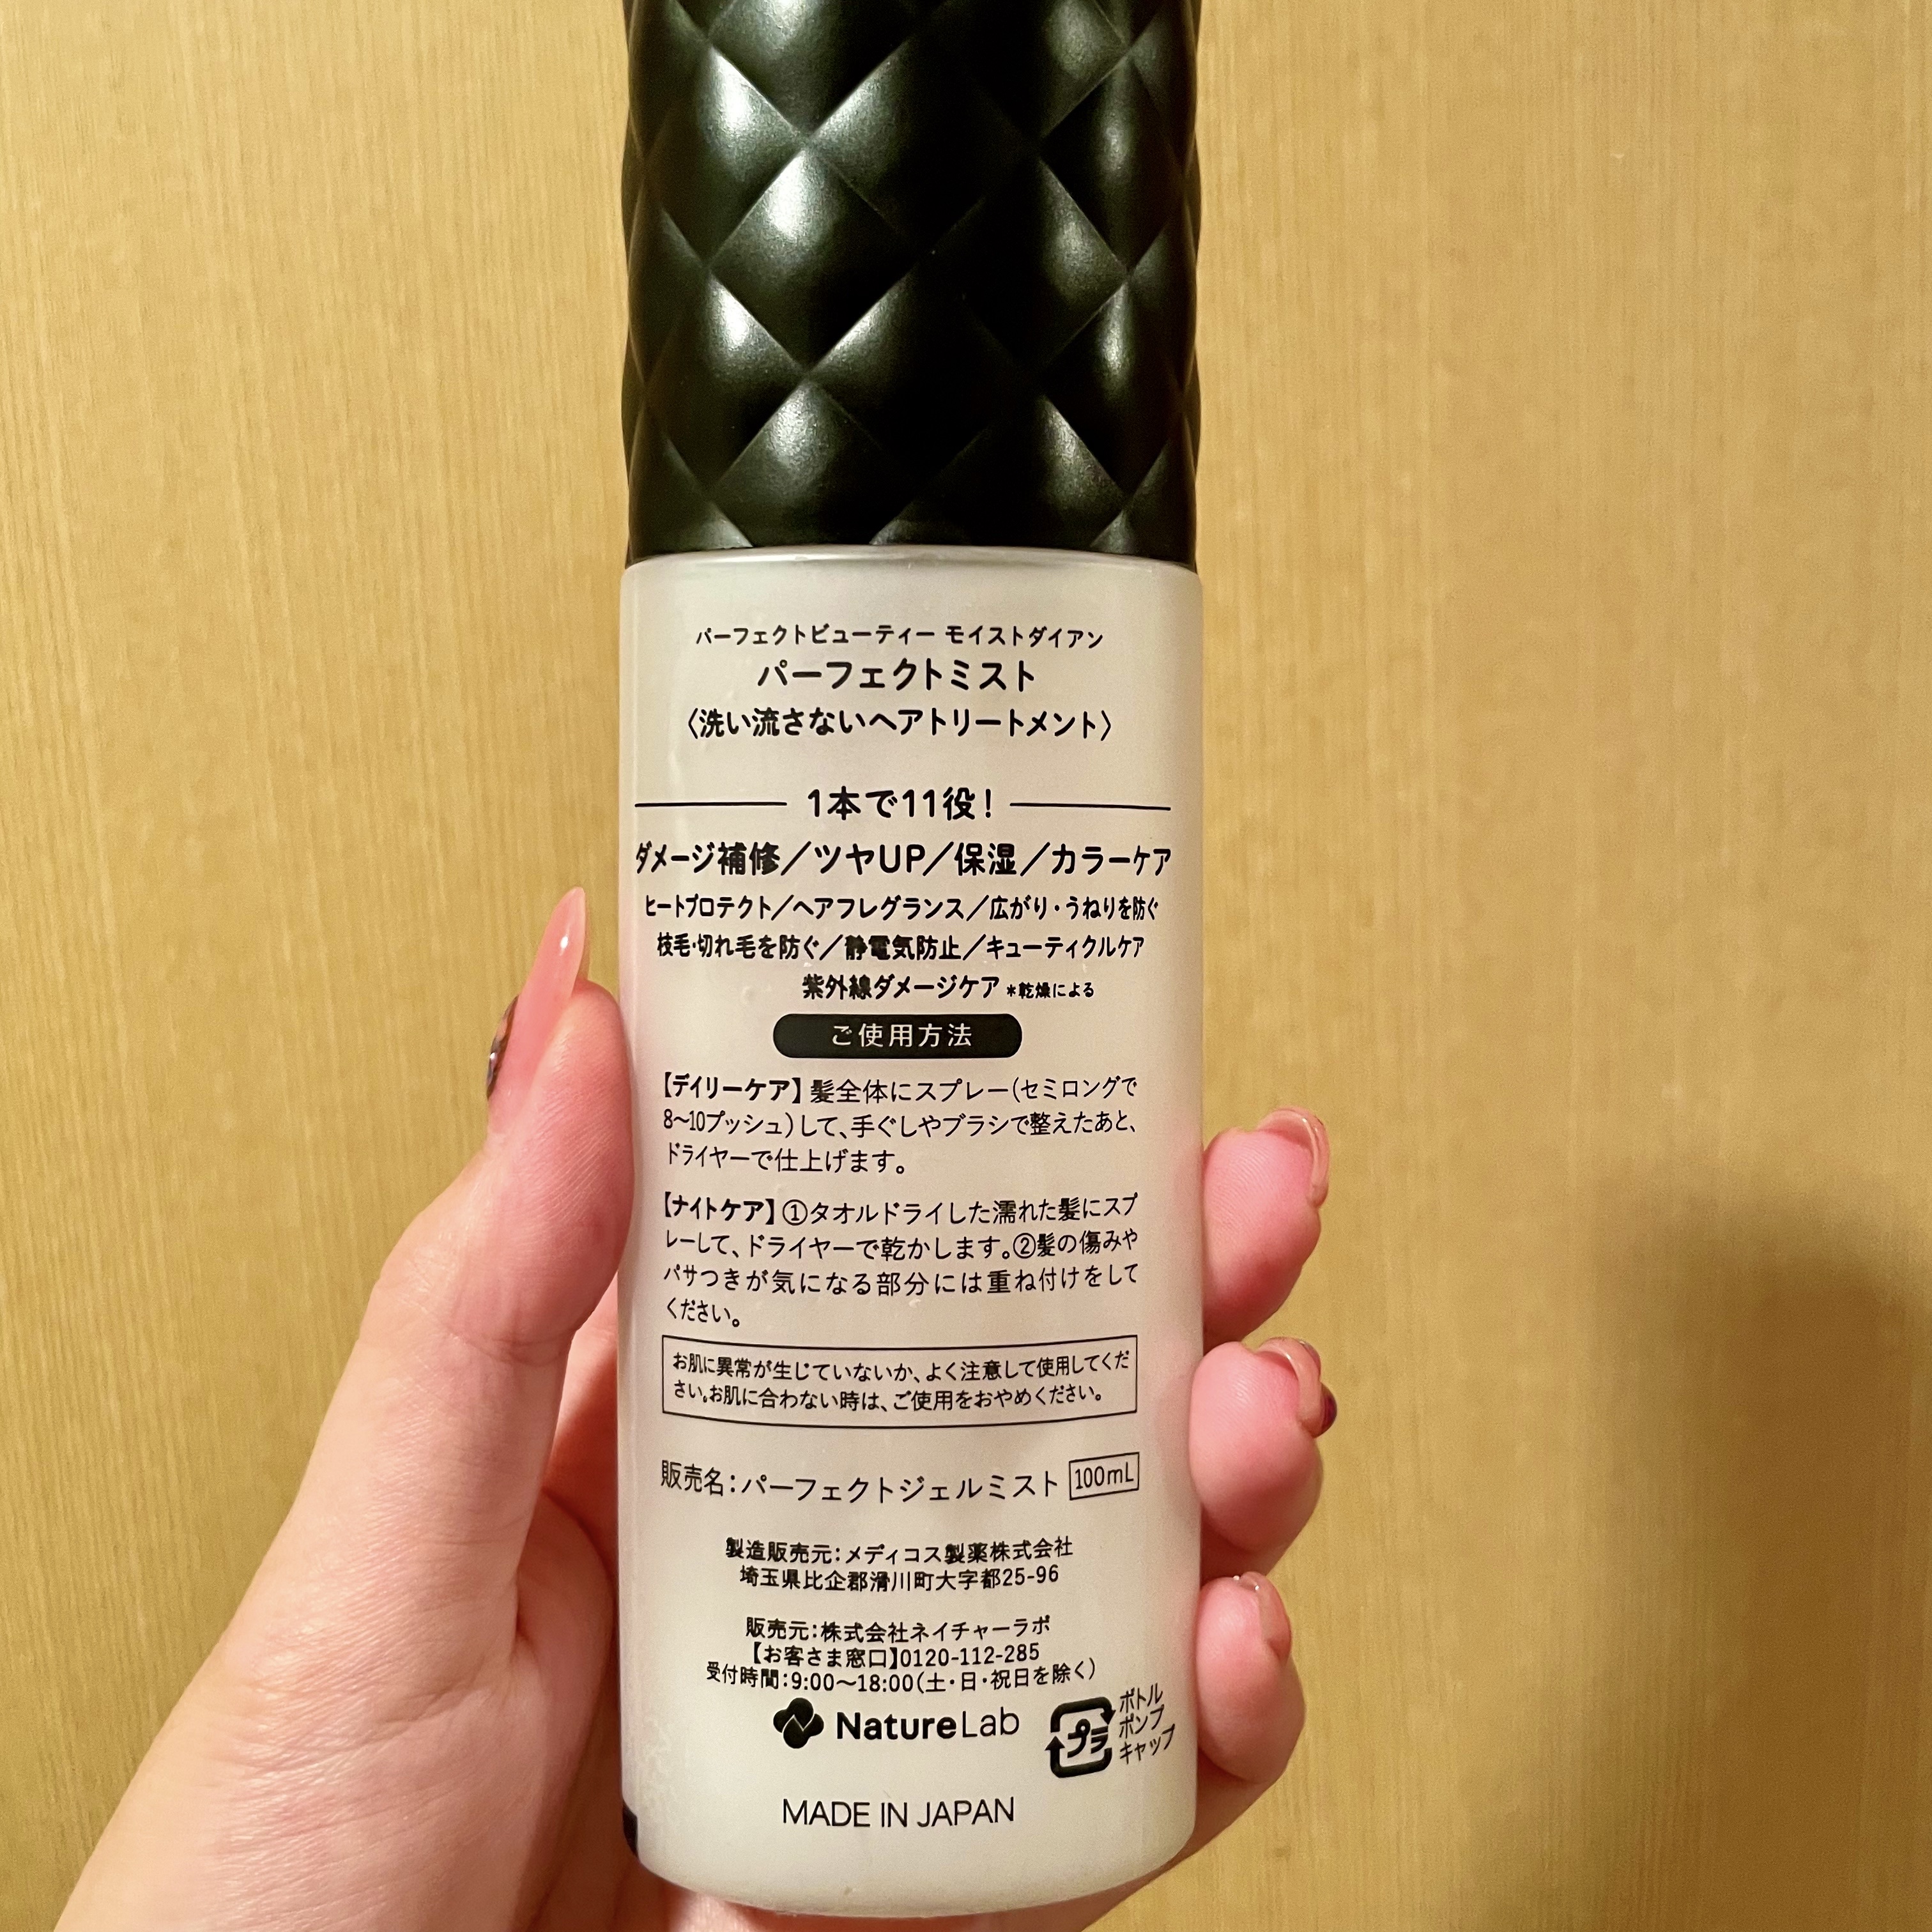 パーフェクトビューティー モイストダイアン
パーフェクトミスト
〈洗い流さないヘアトリートメント〉
1本で11役!
ダメージ補修／ツヤUP／保湿／カラーケア
ヒートプロテクト／ヘアフレグランス／広がり・うねりを防ぐ
枝毛・切れ毛を防ぐ／静電気防止／キューティクルケア
紫外線ダメージケア *乾燥による
ご使用方法
【デイリーケア】髪全体にスプレー(セミロングで
8〜10プッシュ)して、手ぐしやブラシで整えたあと、
ドライヤーで仕上げます。
【ナイトケア】①タオルドライした濡れた髪にスプ
レーして、ドライヤーで乾かします。②髪の傷みや
パサつきが気になる部分には重ね付けをして
ください。
お肌に異常が生じていないか、よく注意して使用してくだ
さい。お肌に合わない時は、ご使用をおやめください。
販売名：パーフェクトジェルミスト 100mL
製造販売元：メディコス製薬株式会社
埼玉県比企郡滑川町大字都25-96
販売元：株式会社ネイチャーラボ
【お客さま窓口】0120-112-285
受付時間：9:00〜18:00(土・日・祝日を除く)
NatureLab
プラ
ボトル
ポンプ
キャップ
MADE IN JAPAN